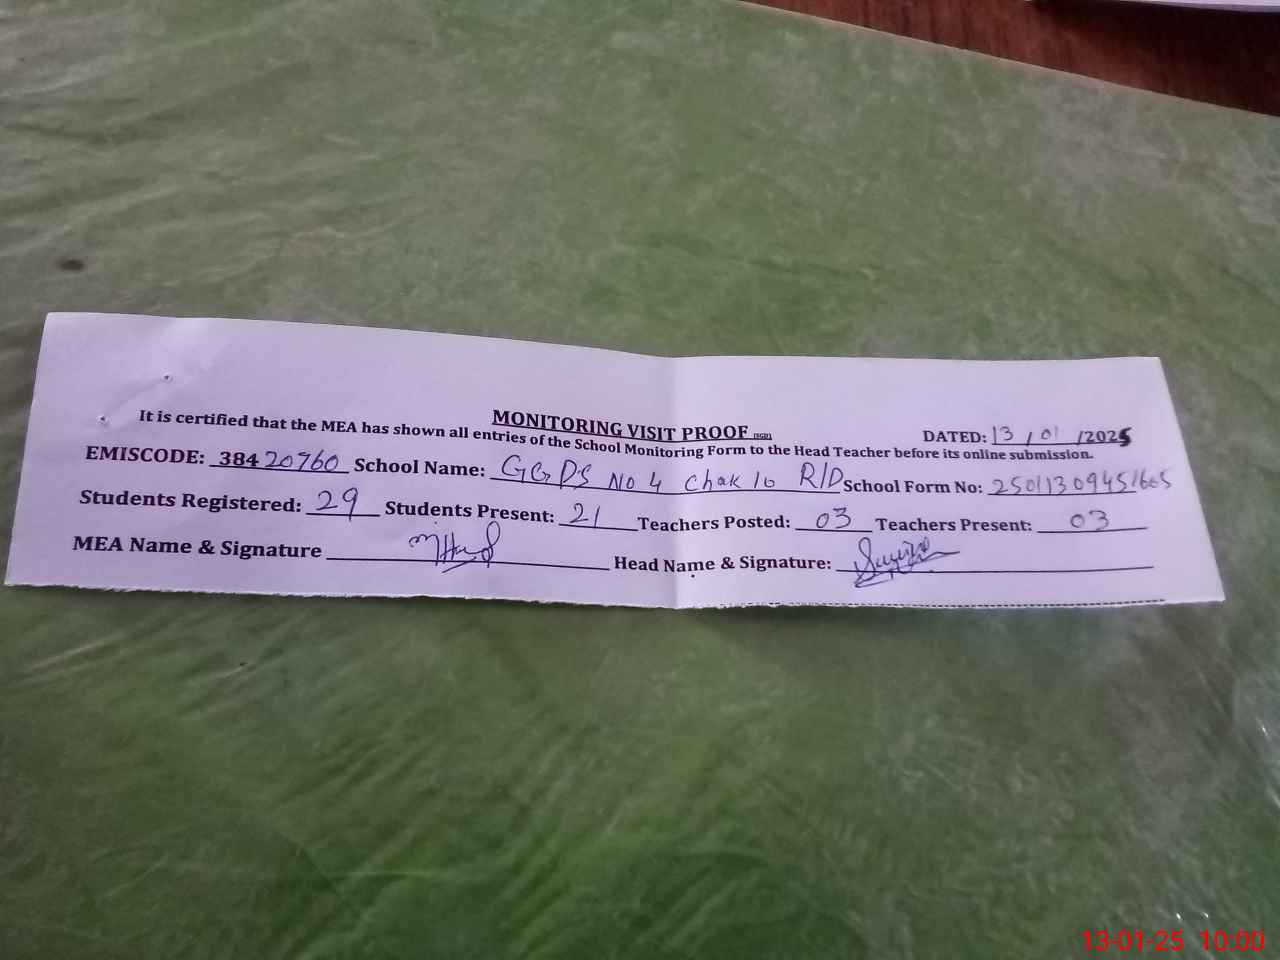 MONITORING VISIT PROOF (SGD)
DATED: 13 / 01 /2025
It is certified that the MEA has shown all entries of the School Monitoring Form to the Head Teacher before its online submission.
EMISCODE: 38420760 School Name: GGPS No 4 Chak 10 R/D School Form No: 25011309451605
Students Registered: 29 Students Present: 21 Teachers Posted: 03 Teachers Present: 03
MEA Name & Signature Head Name & Signature:
13-01-25 10:00